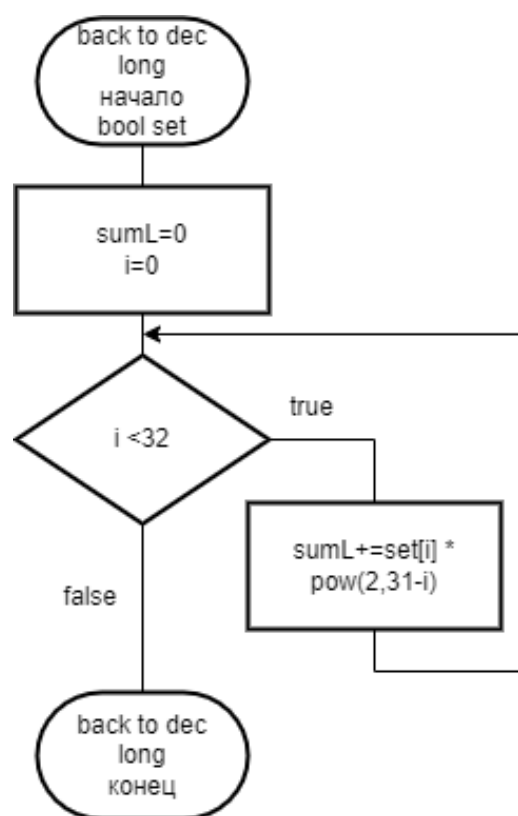 back to dec
long
начало
bool set
sumL=0
i=0
i <32
true
sumL+=set[i] *
pow(2,31-i)
false
back to dec
long
конец